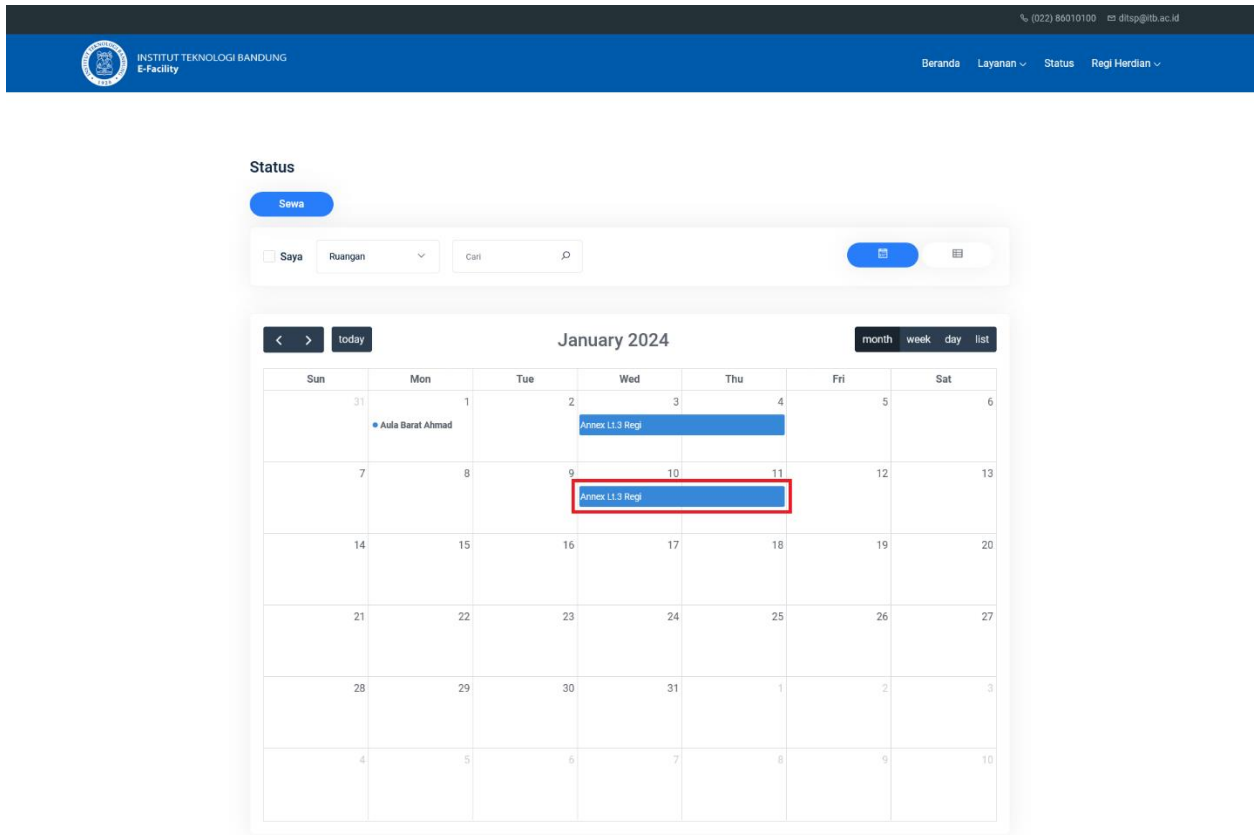 (022) 86010100 ditsp@itb.ac.id
INSTITUT TEKNOLOGI BANDUNG
E-Facility
Beranda Layanan Status Regi Herdian
Status
Sewa
Saya Ruangan Cari
today January 2024 month week day list
Sun Mon Tue Wed Thu Fri Sat
31 1 2 3 4 5 6
Aula Barat Ahmad Annex Lt.3 Regi
7 8 9 10 11 12 13
Annex Lt.3 Regi
14 15 16 17 18 19 20
21 22 23 24 25 26 27
28 29 30 31 1 2 3
4 5 6 7 8 9 10